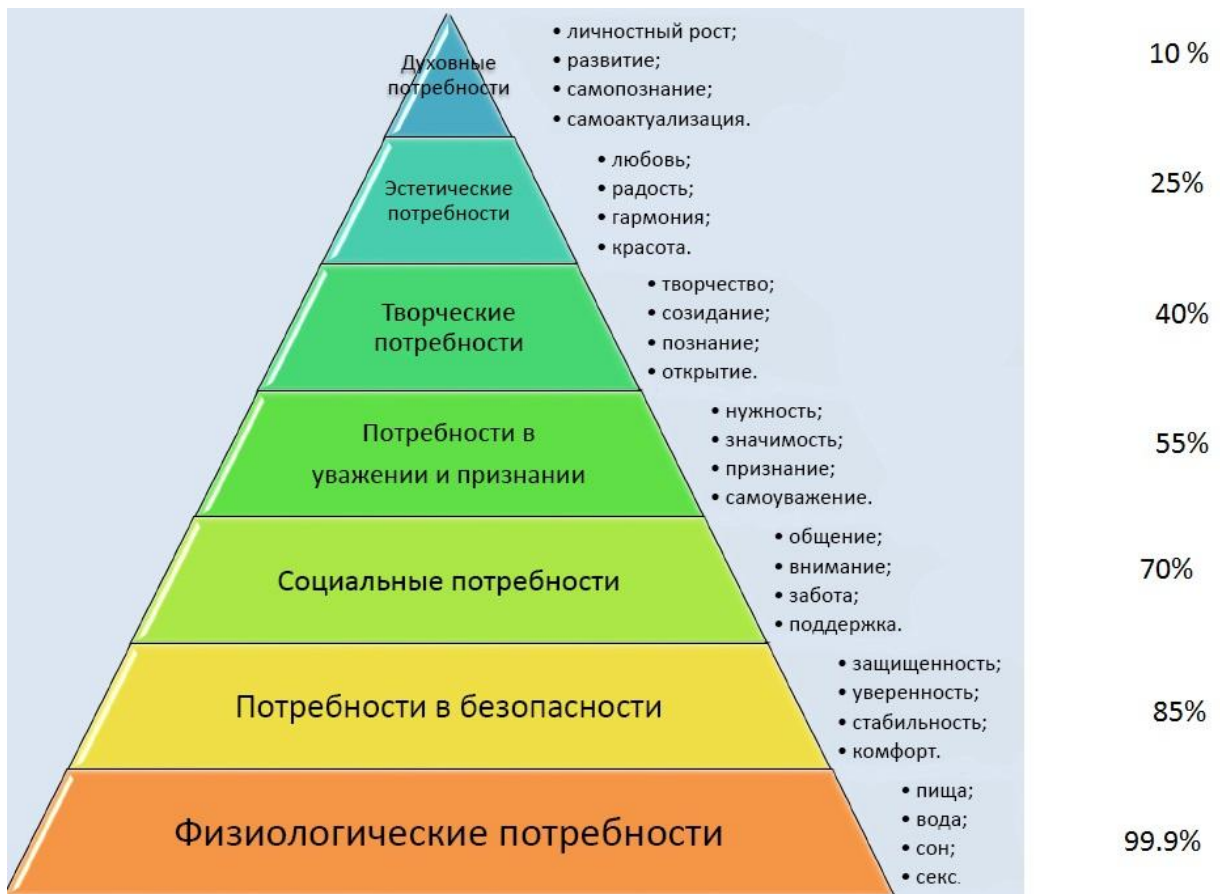 Духовные
потребности
• личностный рост;
• развитие;
• самопознание;
• самоактуализация.
10 %
Эстетические
потребности
• любовь;
• радость;
• гармония;
• красота.
25%
Творческие
потребности
• творчество;
• созидание;
• познание;
• открытие.
40%
Потребности в
уважении и признании
• нужность;
• значимость;
• признание;
• самоуважение.
55%
Социальные потребности
• общение;
• внимание;
• забота;
• поддержка.
70%
Потребности в безопасности
• защищенность;
• уверенность;
• стабильность;
• комфорт.
85%
Физиологические потребности
• пища;
• вода;
• сон;
• секс.
99.9%